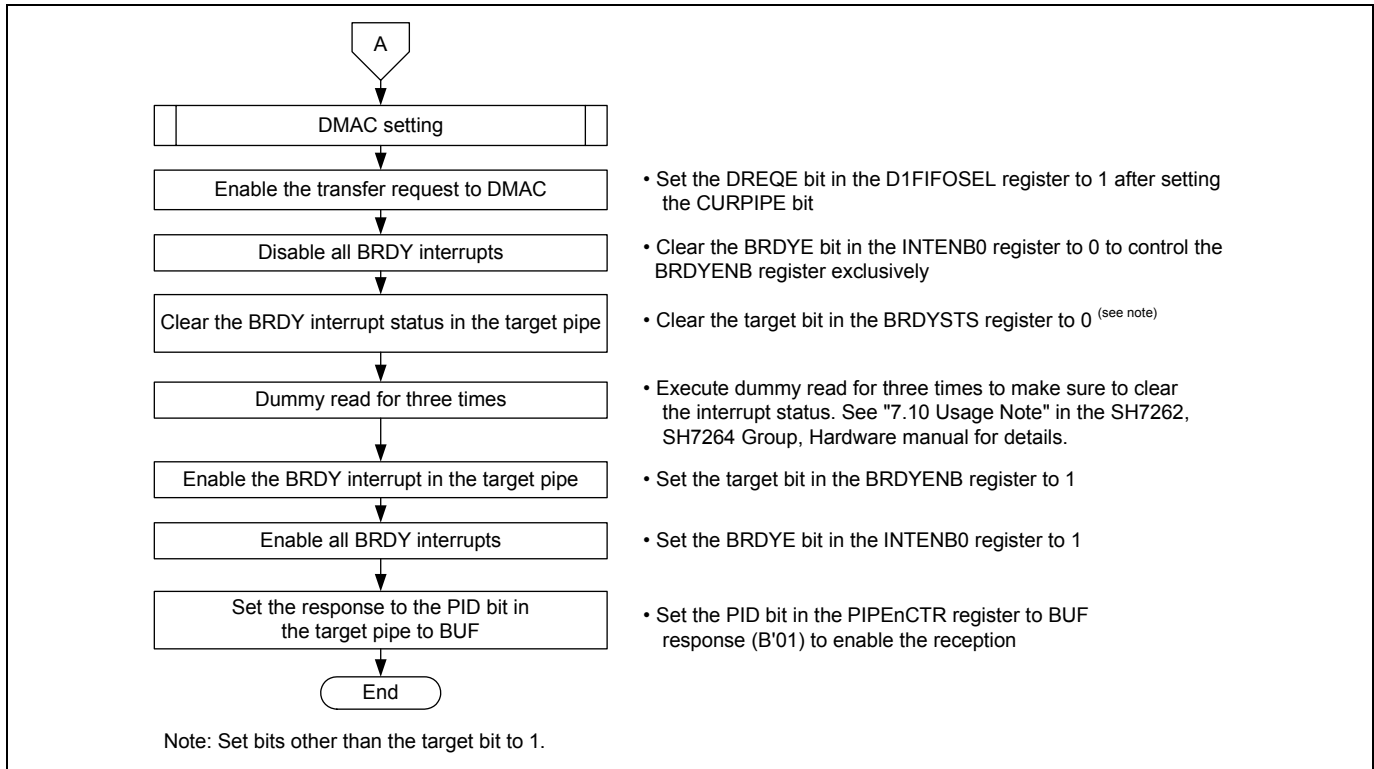 A
DMAC setting
Enable the transfer request to DMAC
• Set the DREQE bit in the D1FIFOSEL register to 1 after setting
the CURPIPE bit
Disable all BRDY interrupts
• Clear the BRDYE bit in the INTENB0 register to 0 to control the
BRDYENB register exclusively
Clear the BRDY interrupt status in the target pipe
• Clear the target bit in the BRDYSTS register to 0 (see note)
Dummy read for three times
• Execute dummy read for three times to make sure to clear
the interrupt status. See "7.10 Usage Note" in the SH7262,
SH7264 Group, Hardware manual for details.
Enable the BRDY interrupt in the target pipe
• Set the target bit in the BRDYENB register to 1
Enable all BRDY interrupts
• Set the BRDYE bit in the INTENB0 register to 1
Set the response to the PID bit in
the target pipe to BUF
• Set the PID bit in the PIPEnCTR register to BUF
response (B'01) to enable the reception
End
Note: Set bits other than the target bit to 1.